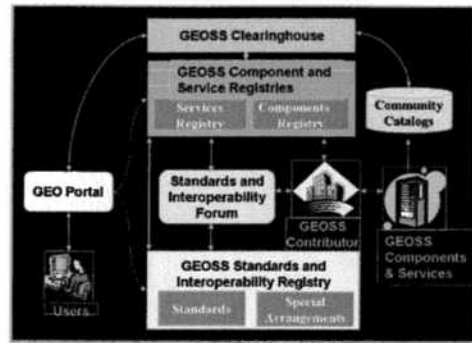 GEOSS Clearinghouse
GEOSS Component and
Service Registries
Services
Registry
Components
Registry
Community
Catalogs
GEO Portal
Standards and
Interoperability
Forum
GEOSS
Contributor
GEOSS
Components
& Services
Users
GEOSS Standards and
Interoperability Registry
Standards
Special
Arrangements